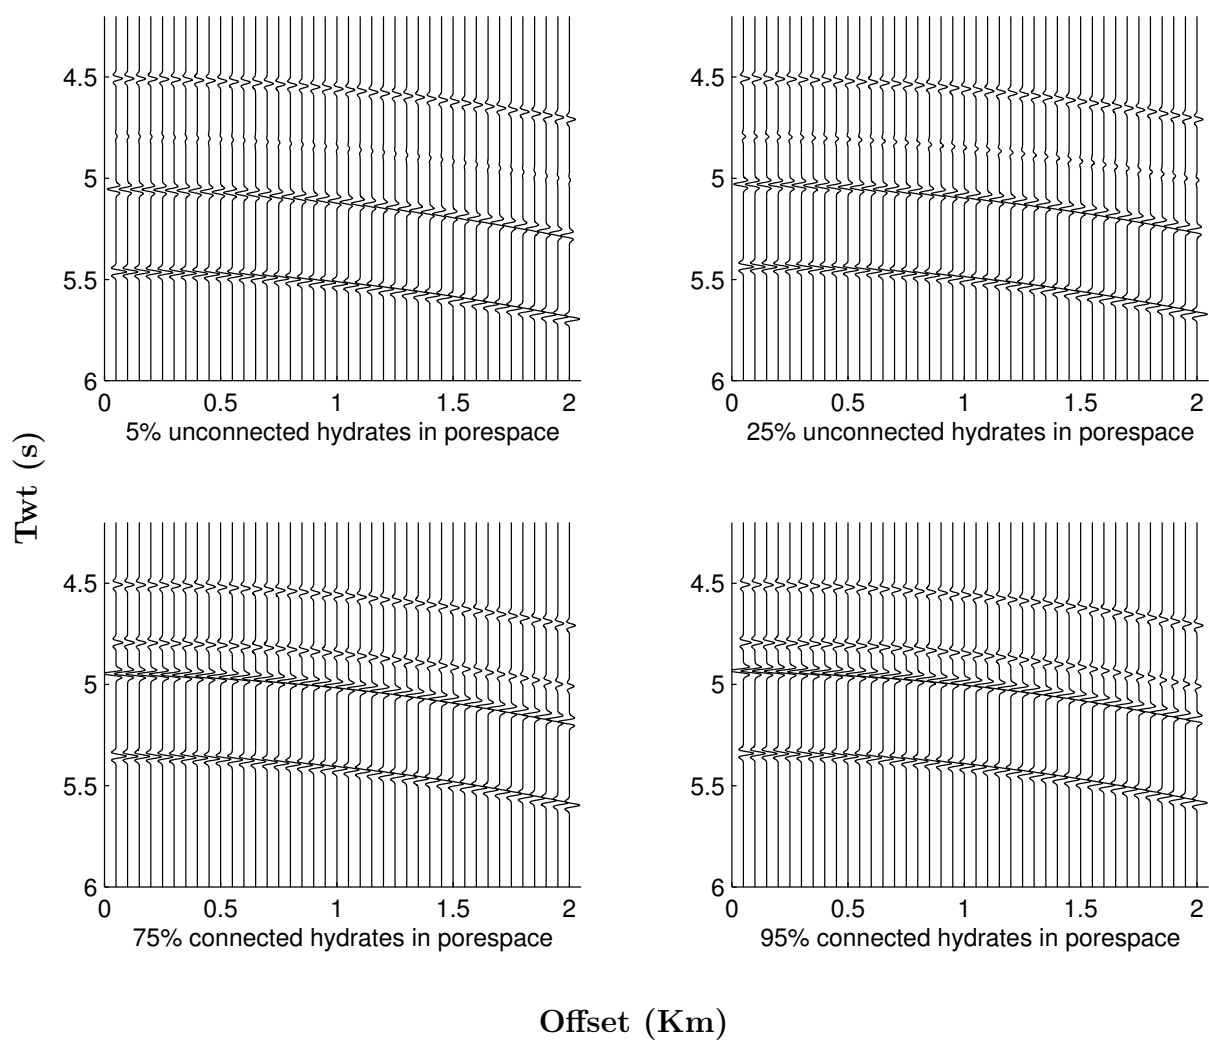 4.5
5
5.5
6
0 0.5 1 1.5 2
5% unconnected hydrates in porespace
4.5
5
5.5
6
0 0.5 1 1.5 2
25% unconnected hydrates in porespace
Twt (s)
4.5
5
5.5
6
0 0.5 1 1.5 2
75% connected hydrates in porespace
4.5
5
5.5
6
0 0.5 1 1.5 2
95% connected hydrates in porespace
Offset (Km)